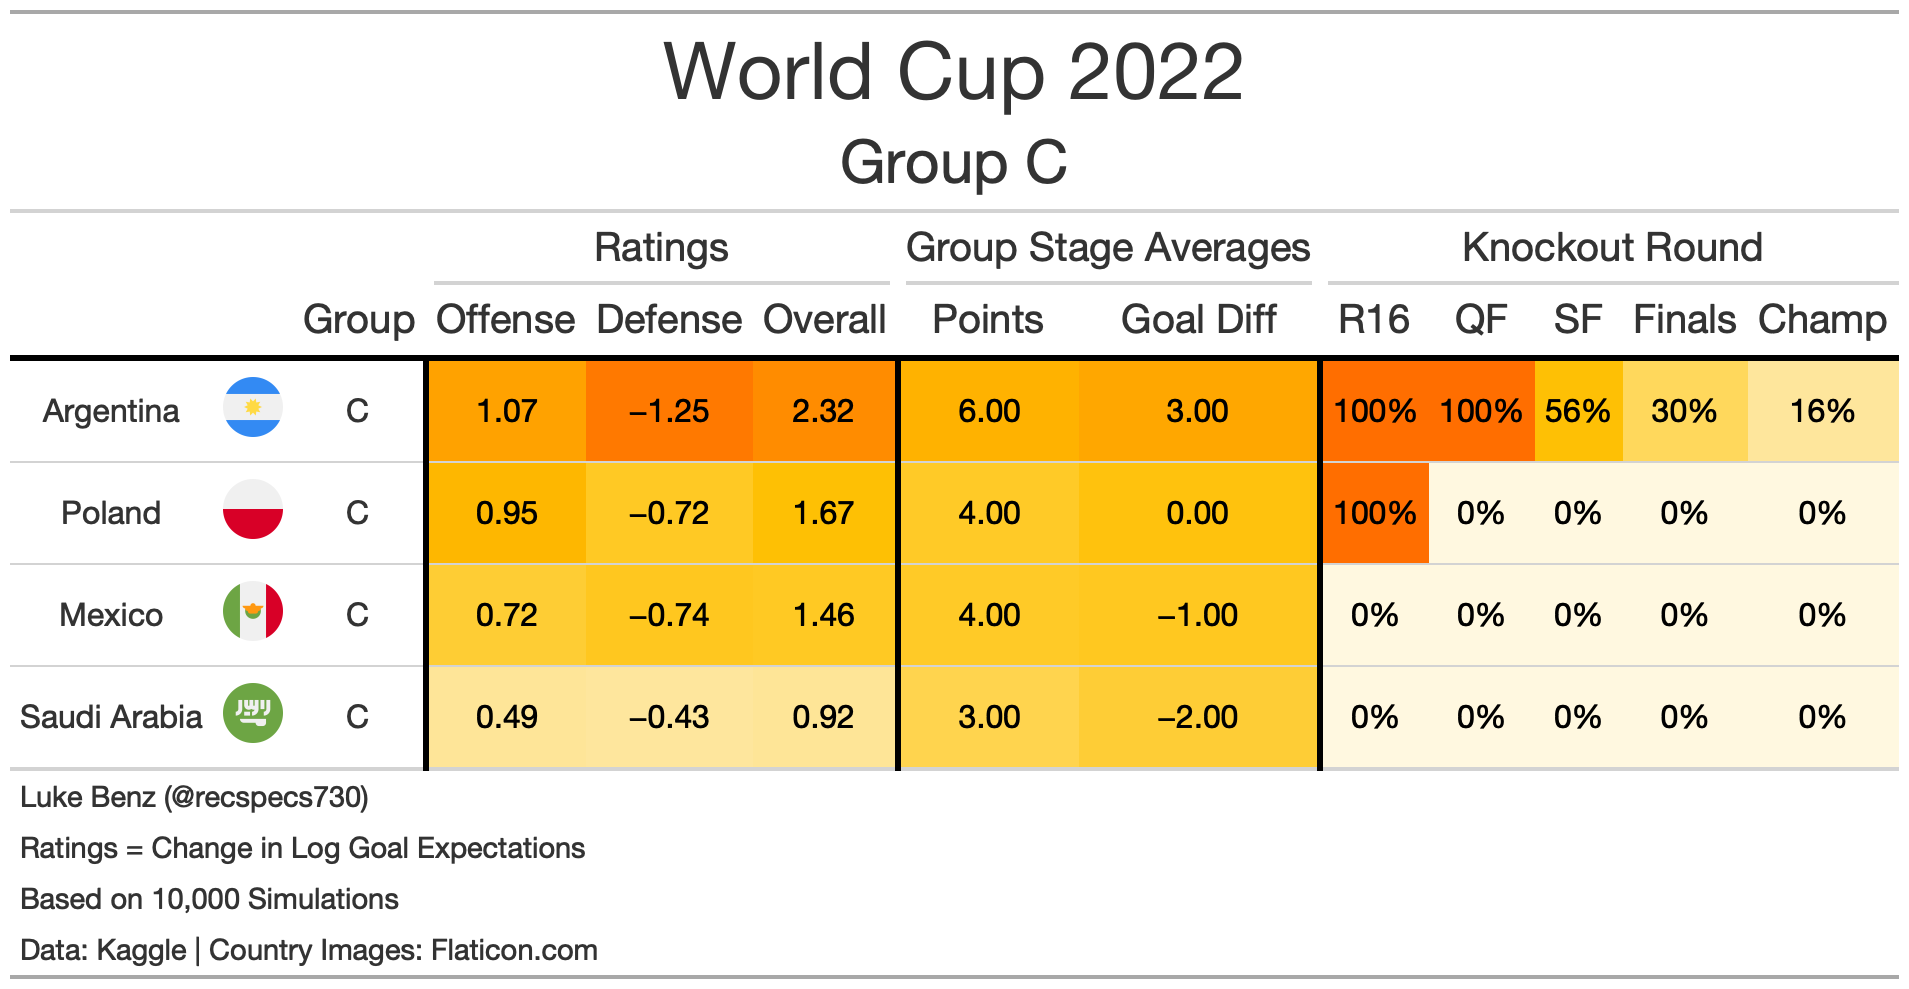 World Cup 2022
Group C
Ratings Group Stage Averages Knockout Round
Group Offense Defense Overall Points Goal Diff R16 QF SF Finals Champ
Argentina C 1.07 −1.25 2.32 6.00 3.00 100% 100% 56% 30% 16%
Poland C 0.95 −0.72 1.67 4.00 0.00 100% 0% 0% 0% 0%
Mexico C 0.72 −0.74 1.46 4.00 −1.00 0% 0% 0% 0% 0%
Saudi Arabia C 0.49 −0.43 0.92 3.00 −2.00 0% 0% 0% 0% 0%
Luke Benz (@recspecs730)
Ratings = Change in Log Goal Expectations
Based on 10,000 Simulations
Data: Kaggle | Country Images: Flaticon.com